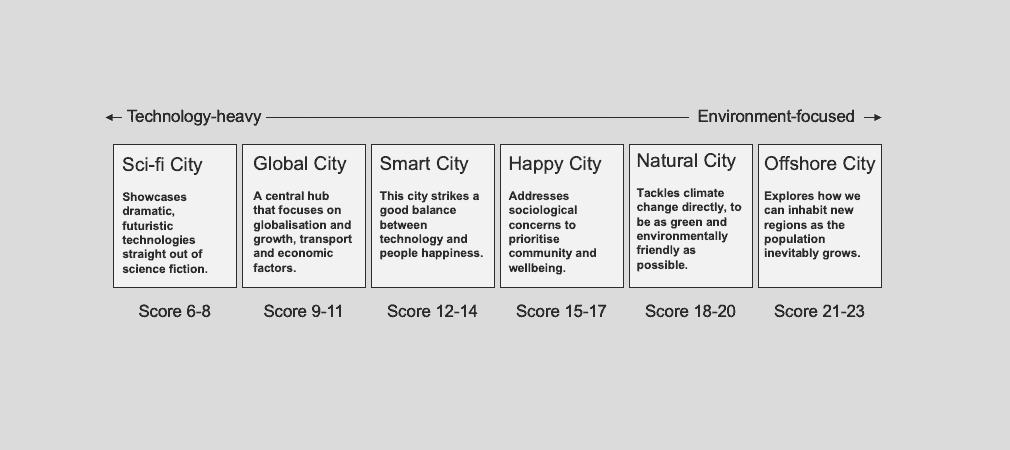 Technology-heavy
Environment-focused
Sci-fi City
Showcases
dramatic,
futuristic
technologies
straight out of
science fiction.
Score 6-8
Global City
A central hub
that focuses on
globalisation and
growth, transport
and economic
factors.
Score 9-11
Smart City
This city strikes a
good balance
between
technology and
people happiness.
Score 12-14
Happy City
Addresses
sociological
concerns to
prioritise
community and
wellbeing.
Score 15-17
Natural City
Tackles climate
change directly, to
be as green and
environmentally
friendly as
possible.
Score 18-20
Offshore City
Explores how we
can inhabit new
regions as the
population
inevitably grows.
Score 21-23